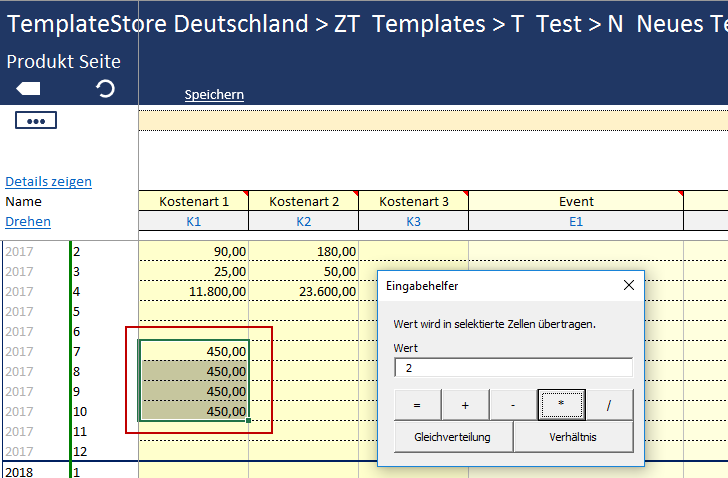 TemplateStore Deutschland > ZT Templates > T Test > N Neues Te
Produkt Seite
Speichern
Details zeigen
Name Kostenart 1 Kostenart 2 Kostenart 3 Event
Drehen K1 K2 K3 E1
2017 2 90,00 180,00
2017 3 25,00 50,00
2017 4 11.800,00 23.600,00
2017 5
2017 6
2017 7 450,00
2017 8 450,00
2017 9 450,00
2017 10 450,00
2017 11
2017 12
2018 1
Eingabehelfer
Wert wird in selektierte Zellen übertragen.
Wert
2
= + - * /
Gleichverteilung Verhältnis